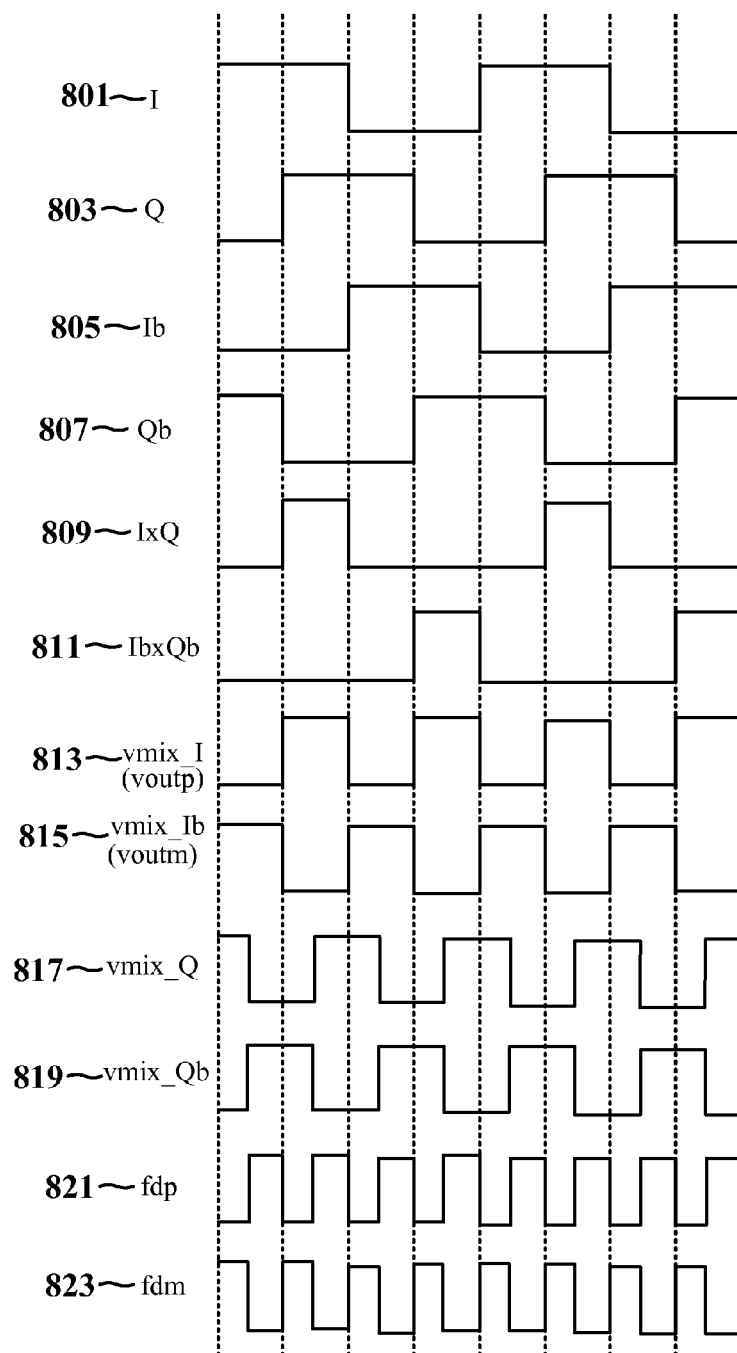 801~I
803~Q
805~Ib
807~Qb
809~IxQ
811~IbxQb
813~vmix_I
(voutp)
815~vmix_Ib
(voutm)
817~vmix_Q
819~vmix_Qb
821~fdp
823~fdm